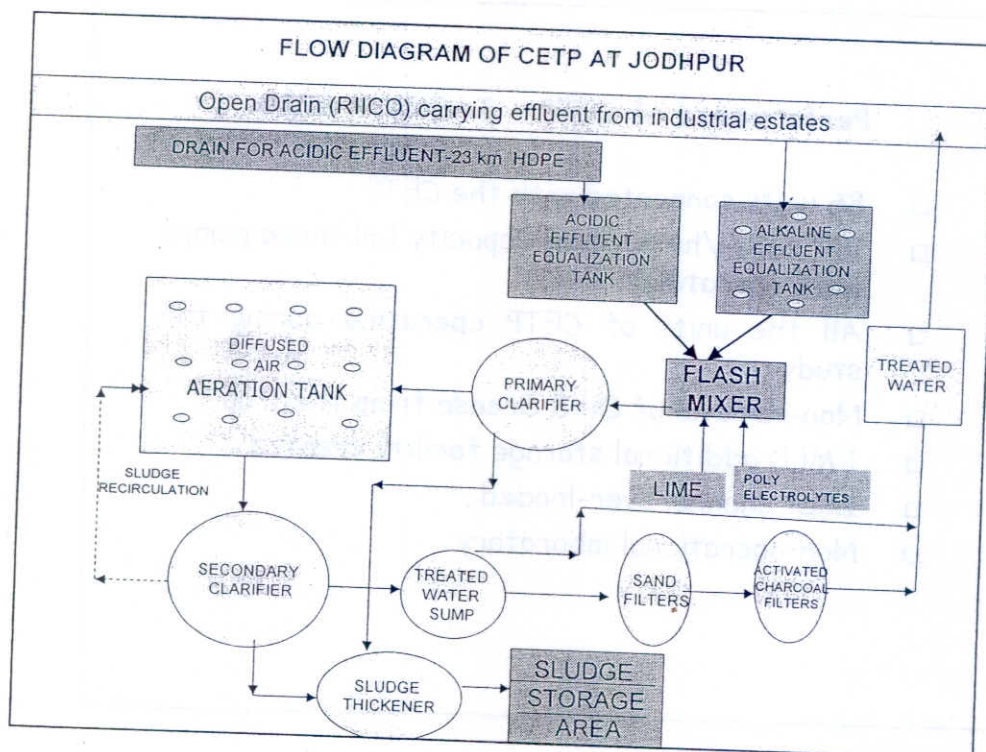 FLOW DIAGRAM OF CETP AT JODHPUR
Open Drain (RIICO) carrying effluent from industrial estates
DRAIN FOR ACIDIC EFFLUENT-23 km HDPE
ACIDIC
EFFLUENT
EQUALIZATION
TANK
ALKALINE
EFFLUENT
EQUALIZATION
TANK
DIFFUSED
AIR
AERATION TANK
PRIMARY
CLARIFIER
FLASH
MIXER
TREATED
WATER
SLUDGE
RECIRCULATION
LIME
POLY
ELECTROLYTES
SECONDARY
CLARIFIER
TREATED
WATER
SUMP
SAND
FILTERS
ACTIVATED
CHARCOAL
FILTERS
SLUDGE
THICKENER
SLUDGE
STORAGE
AREA